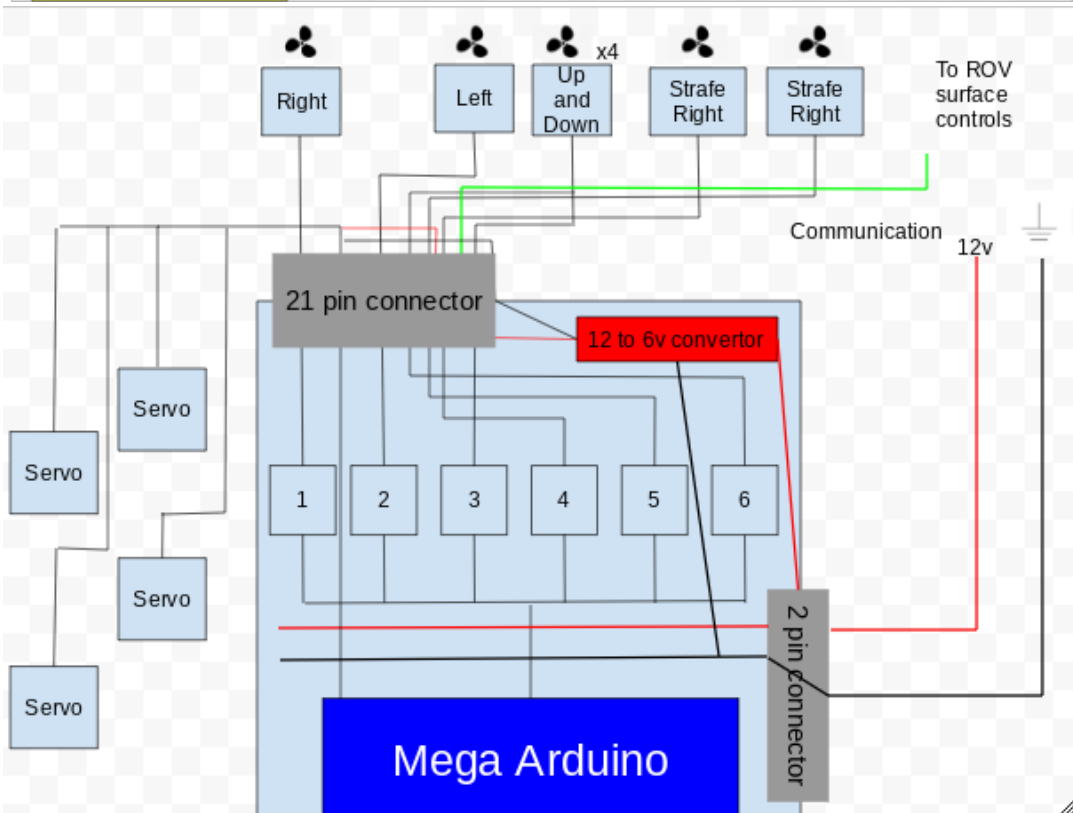 x4
Right
Left
Up
and
Down
Strafe
Right
Strafe
Right
To ROV
surface
controls
Communication
12v
21 pin connector
12 to 6v convertor
Servo
Servo
1
2
3
4
5
6
Servo
Servo
2 pin connector
Mega Arduino